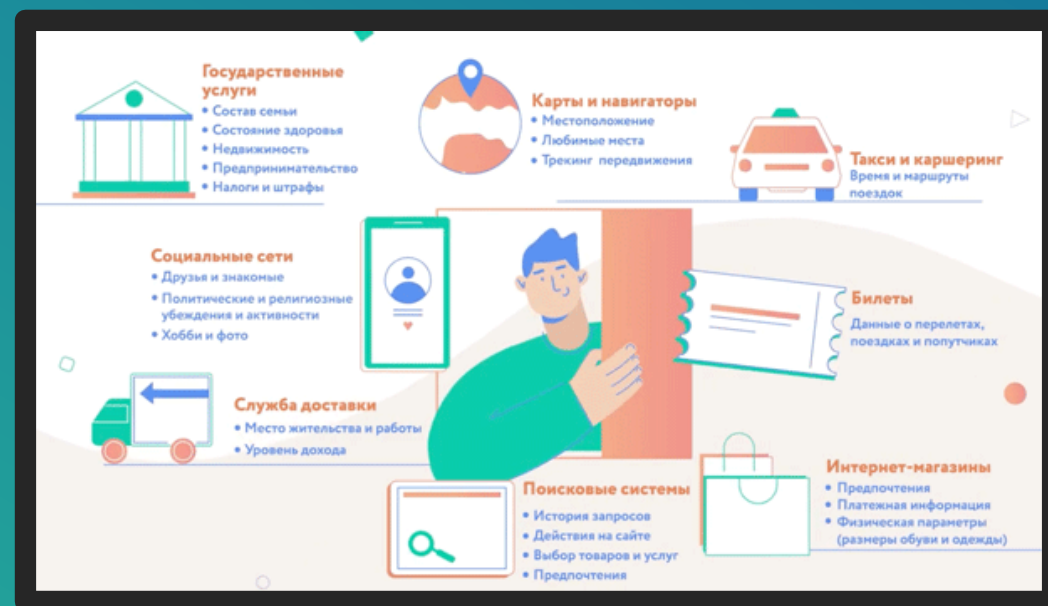 Государственные
услуги
• Состав семьи
• Состояние здоровья
• Недвижимость
• Предпринимательство
• Налоги и штрафы
Карты и навигаторы
• Местоположение
• Любимые места
• Трекинг передвижения
Такси и каршеринг
Время и маршруты
поездок
Социальные сети
• Друзья и знакомые
• Политические и религиозные
убеждения и активности
• Хобби и фото
Билеты
Данные о перелетах,
поездках и попутчиках
Служба доставки
• Место жительства и работы
• Уровень дохода
Поисковые системы
• История запросов
• Действия на сайте
• Выбор товаров и услуг
• Предпочтения
Интернет-магазины
• Предпочтения
• Платежная информация
• Физическая параметры
(размеры обуви и одежды)